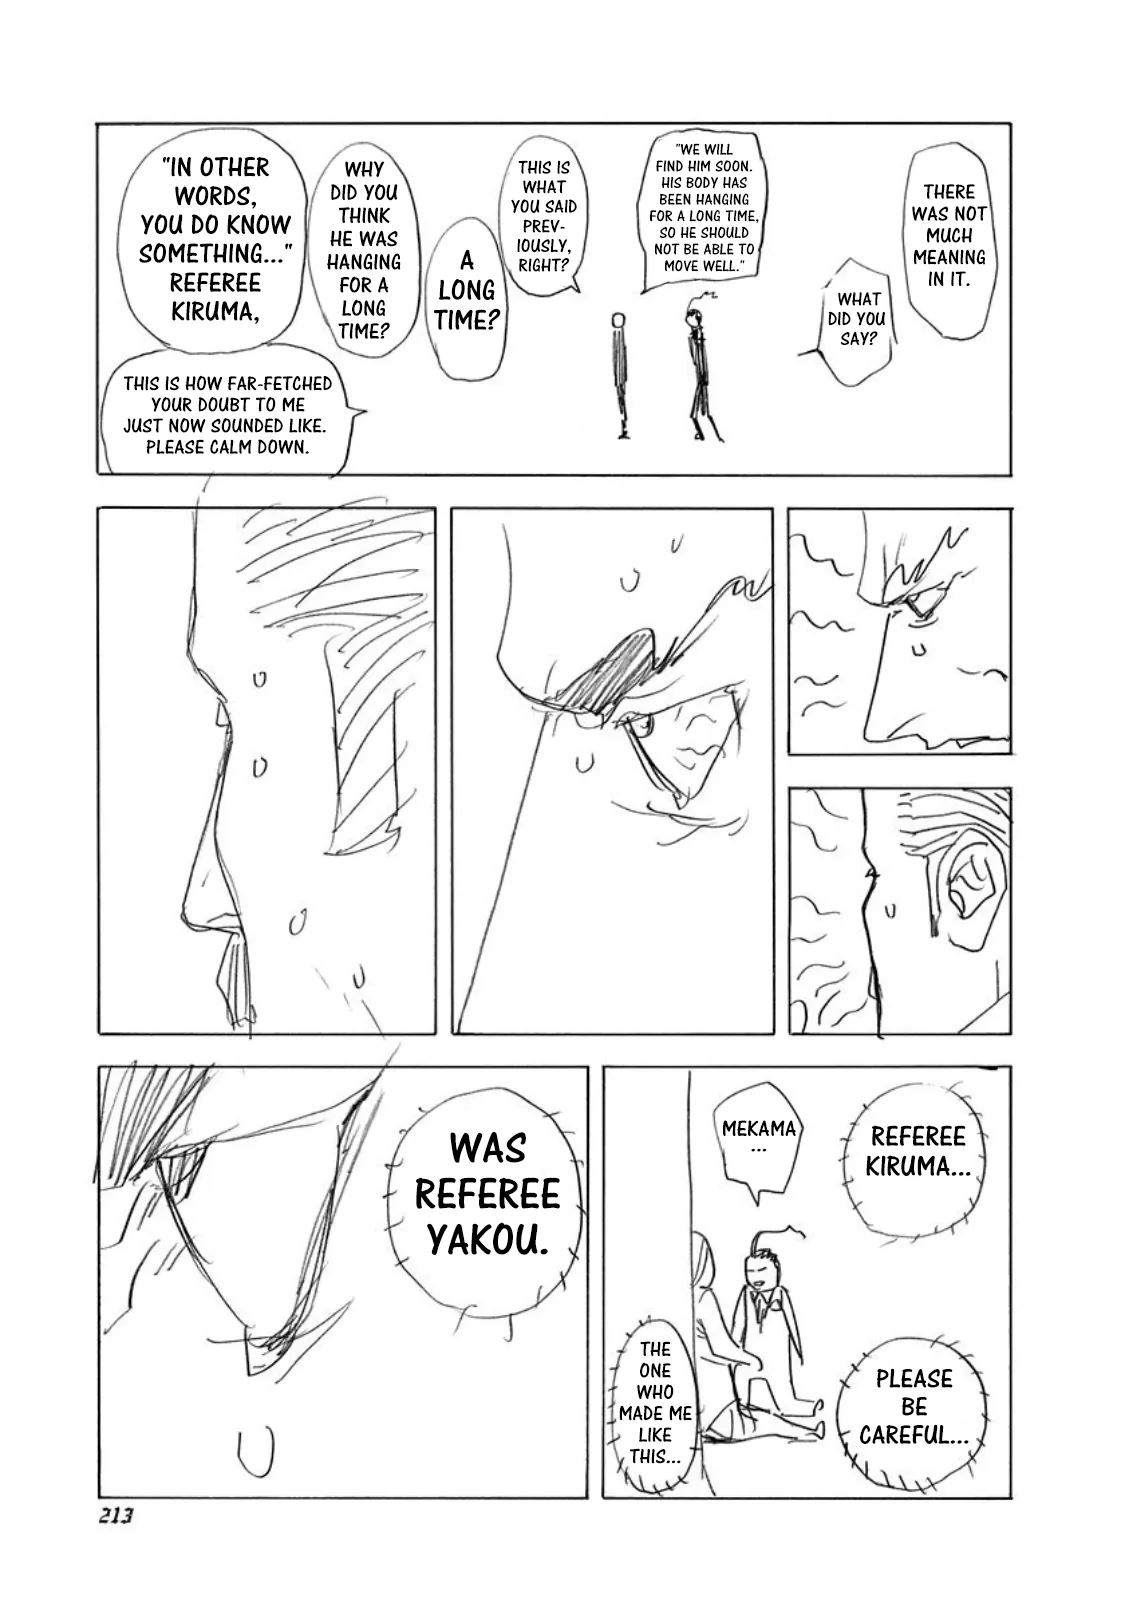 THERE
WAS NOT
MUCH
MEANING
IN IT.
WHAT
DID YOU
SAY?
"WE WILL
FIND HIM SOON.
HIS BODY HAS
BEEN HANGING
FOR A LONG TIME,
SO HE SHOULD
NOT BE ABLE TO
MOVE WELL."
THIS IS
WHAT
YOU SAID
PREV-
IOUSLY,
RIGHT?
A
LONG
TIME?
WHY
DID YOU
THINK
HE WAS
HANGING
FOR A
LONG
TIME?
"IN OTHER
WORDS,
YOU DO KNOW
SOMETHING..."
REFEREE
KIRUMA,
THIS IS HOW FAR-FETCHED
YOUR DOUBT TO ME
JUST NOW SOUNDED LIKE.
PLEASE CALM DOWN.
REFEREE
KIRUMA...
MEKAMA
...
PLEASE
BE
CAREFUL...
THE
ONE
WHO
MADE ME
LIKE
THIS...
WAS
REFEREE
YAKOU.
213